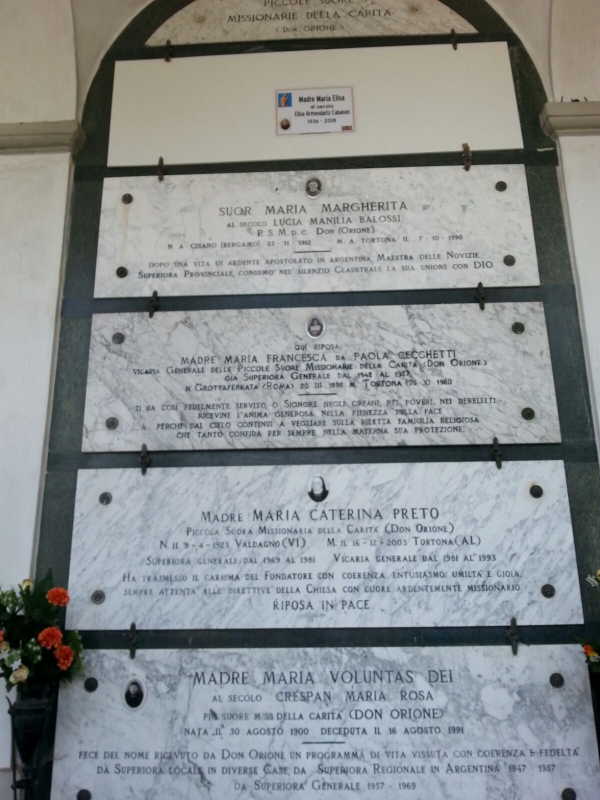 PICCOLE SUORE
MISSIONARIE DELLA CARITÀ
(DON ORIONE)
Madre Maria Elisa
al secolo
Elisa Armendariz Cabanas
1936 - 2018
SUOR MARIA MARGHERITA
AL SECOLO LUCIA MANILIA BALOSSI
P. S. M. D. C. DON (ORIONE)
N. A CISANO (BERGAMO) 23 - 11 - 1912 M. A TORTONA IL 7 - 10 - 1990
DOPO UNA VITA DI ARDENTE APOSTOLATO IN ARGENTINA, MAESTRA DELLE NOVIZIE
SUPERIORA PROVINCIALE, CONSUMÒ NEL SILENZIO CLAUSTRALE LA SUA UNIONE CON DIO
QUI RIPOSA
MADRE MARIA FRANCESCA DA PAOLA CECCHETTI
VICARIA GENERALE DELLE PICCOLE SUORE MISSIONARIE DELLA CARITÀ (DON ORIONE)
GIÀ SUPERIORA GENERALE DAL 1942 AL 1957
N. GROTTAFERRATA (ROMA) 20 III 1896 M. TORTONA 26 XI 1960
TI HA COSÌ FEDELMENTE SERVITO, O SIGNORE NEGLI ORFANI, NEI POVERI, NEI DERELITTI
RICEVINE L'ANIMA GENEROSA NELLA PIENEZZA DELLA PACE
PERCHÈ DAL CIELO CONTINUI A VEGLIARE SULLA DILETTA FAMIGLIA RELIGIOSA
CHE TANTO CONFIDA PER SEMPRE NELLA MATERNA SUA PROTEZIONE.
MADRE MARIA CATERINA PRETO
PICCOLA SUORA MISSIONARIA DELLA CARITÀ (DON ORIONE)
N. IL 9 - 4 - 1923 VALDAGNO (VI) M. IL 16 - 12 - 2003 TORTONA (AL)
SUPERIORA GENERALE DAL 1969 AL 1981 VICARIA GENERALE DAL 1981 AL 1993
HA TRASMESSO IL CARISMA DEL FONDATORE CON COERENZA, ENTUSIASMO, UMILTÀ E GIOIA,
SEMPRE ATTENTA ALLE DIRETTIVE DELLA CHIESA CON CUORE ARDENTEMENTE MISSIONARIO
RIPOSA IN PACE
MADRE MARIA VOLUNTAS DEI
AL SECOLO CRESPAN MARIA ROSA
SUORE MISS. DELLA CARITÀ (DON ORIONE)
NATA IL 30 AGOSTO 1900 DECEDUTA IL 16 AGOSTO 1991
FECE DEL NOME RICEVUTO DA DON ORIONE UN PROGRAMMA DI VITA VISSUTA CON COERENZA E FEDELTÀ
DA SUPERIORA LOCALE IN DIVERSE CASE, DA SUPERIORA REGIONALE IN ARGENTINA 1947 - 1957
DA SUPERIORA GENERALE 1957 - 1969